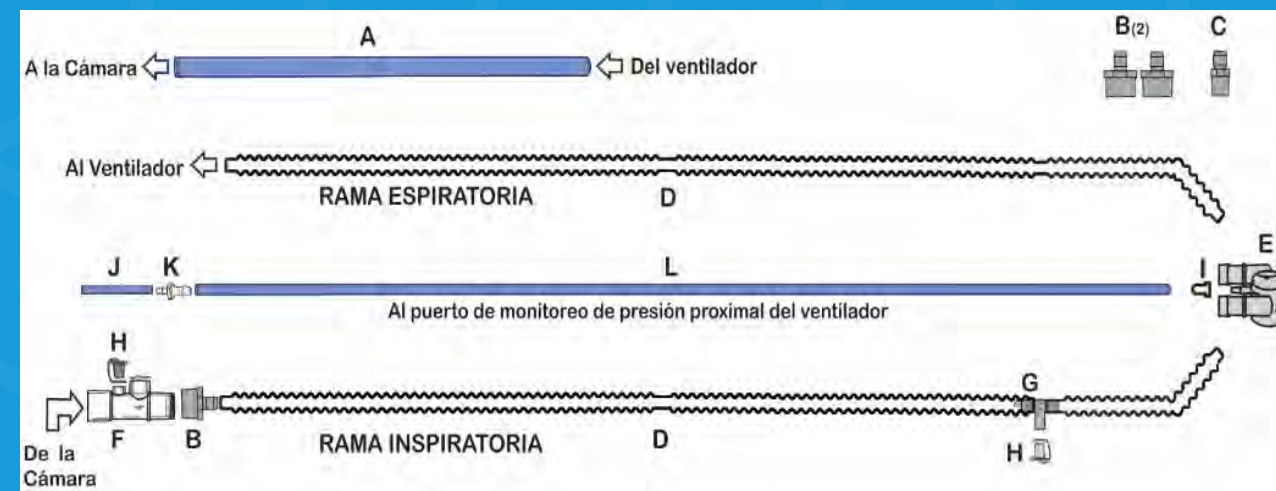 A
B(2)
C
A la Cámara
Del ventilador
Al Ventilador
RAMA ESPIRATORIA
D
E
J
K
L
I
Al puerto de monitoreo de presión proximal del ventilador
H
G
F
B
RAMA INSPIRATORIA
D
H
De la
Cámara